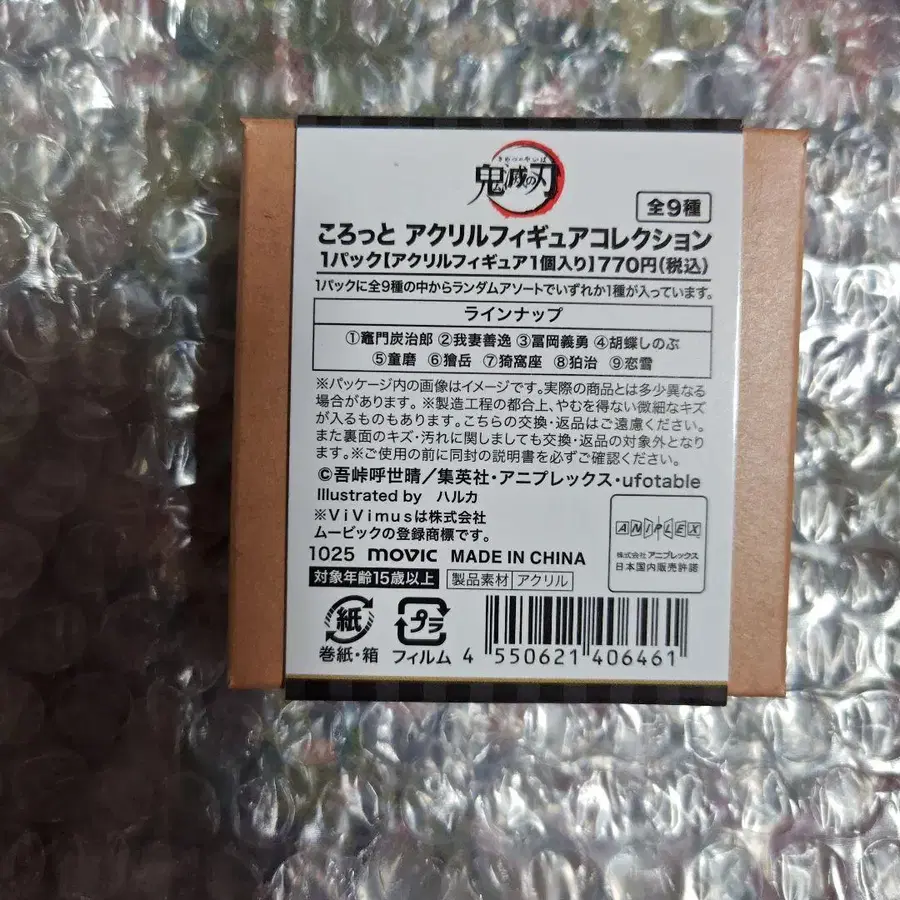 きめつのやいば
鬼滅の刃
全9種
ころっと アクリルフィギュアコレクション
1パック【アクリルフィギュア1個入り】770円(税込)
1パックに全9種の中からランダムアソートでいずれか1種が入っています。
ラインナップ
①竈門炭治郎 ②我妻善逸 ③冨岡義勇 ④胡蝶しのぶ
⑤童磨 ⑥獪岳 ⑦猗窩座 ⑧狛治 ⑨恋雪
※パッケージ内の画像はイメージです。実際の商品とは多少異なる
場合があります。※製造工程の都合上、やむを得ない微細なキズ
が入るものもあります。こちらの交換・返品はご遠慮ください。
また裏面のキズ・汚れに関しましても交換・返品の対象外となり
ます。※ご使用の前に同封の説明書を必ずご確認ください。
©吾峠呼世晴／集英社・アニプレックス・ufotable
Illustrated by ハルカ
※ViVimusは株式会社
ムービックの登録商標です。
ANIPLEX
株式会社 アニプレックス
日本国内販売許諾
1025 movic MADE IN CHINA
対象年齢15歳以上 製品素材 アクリル
紙 プラ
巻紙・箱 フィルム 4 550621 406461